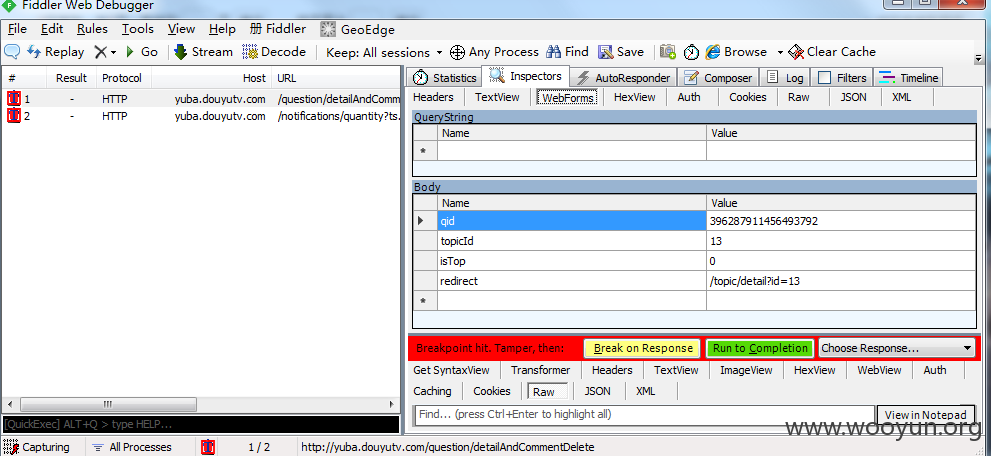 Fiddler Web Debugger
File Edit Rules Tools View Help Fiddler GeoEdge
Replay Go Stream Decode Keep: All sessions Any Process Find Save Browse Clear Cache
# Result Protocol Host URL
1 - HTTP yuba.douyutv.com /question/detailAndComm
2 - HTTP yuba.douyutv.com /notifications/quantity?ts.
Statistics Inspectors AutoResponder Composer Log Filters Timeline
Headers TextView WebForms HexView Auth Cookies Raw JSON XML
QueryString
Name Value
*
Body
Name Value
qid 396287911456493792
topicId 13
isTop 0
redirect /topic/detail?id=13
*
Breakpoint hit. Tamper, then: Break on Response Run to Completion Choose Response...
Get SyntaxView Transformer Headers TextView ImageView HexView WebView Auth
Caching Cookies Raw JSON XML
Find... (press Ctrl+Enter to highlight all) View in Notepad
[QuickExec] ALT+Q > type HELP...
www.wooyun.org
Capturing All Processes 1 / 2 http://yuba.douyutv.com/question/detailAndCommentDelete